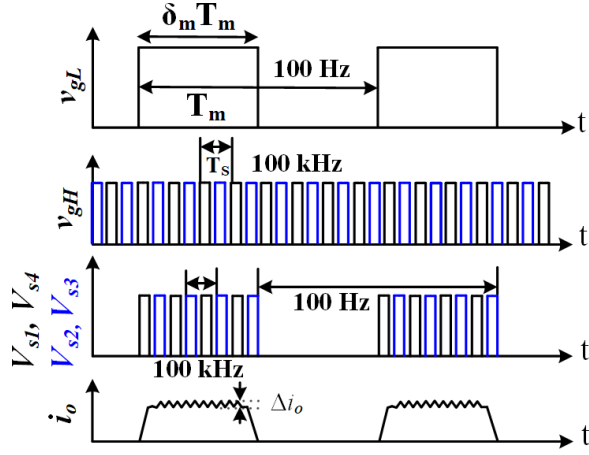 δmTm
vgL
100 Hz
Tm
t
Ts
100 kHz
vgH
t
Vs1, Vs4
Vs2, Vs3
100 Hz
t
100 kHz
io
Δio
t